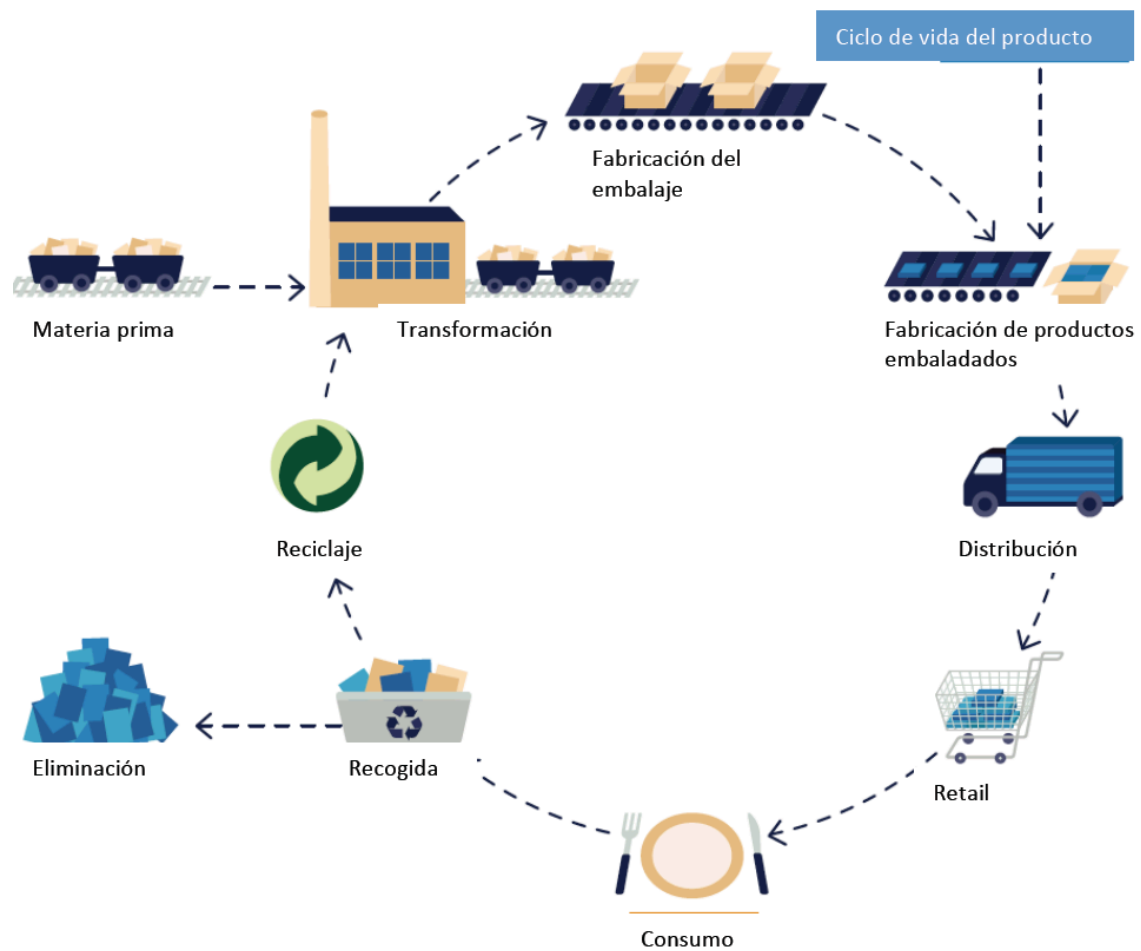 Ciclo de vida del producto
Fabricación del
embalaje
Materia prima
Transformación
Fabricación de productos
embaladados
Reciclaje
Distribución
Eliminación
Recogida
Retail
Consumo